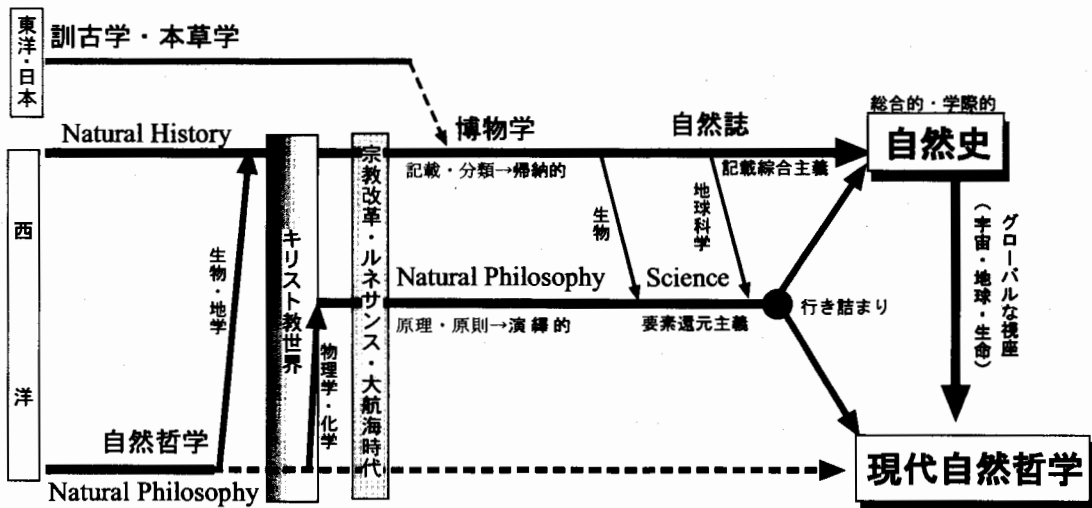 東洋・日本
訓古学・本草学
Natural History
博物学
自然誌
総合的・学際的
自然史
記載・分類→帰納的
記載綜合主義
西洋
生物・地学
キリスト教世界
宗教改革・ルネサンス・大航海時代
生物
地球科学
グローバルな視座
（宇宙・地球・生命）
Natural Philosophy
Science
行き詰まり
原理・原則→演繹的
要素還元主義
物理学・化学
自然哲学
Natural Philosophy
現代自然哲学